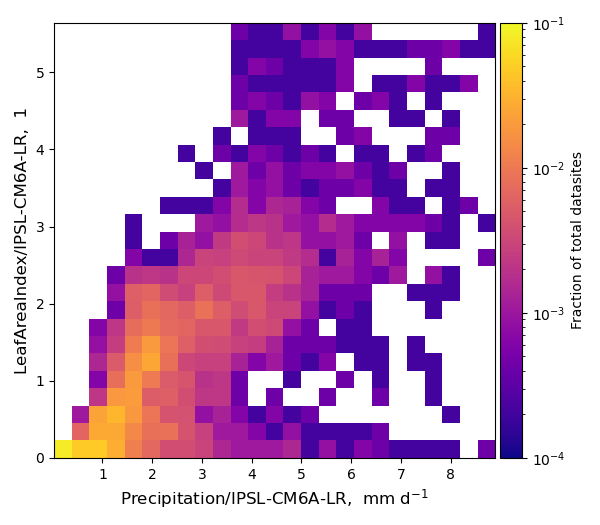 LeafAreaIndex/IPSL-CM6A-LR,  1
5
4
3
2
1
0
1 2 3 4 5 6 7 8
Precipitation/IPSL-CM6A-LR,  mm d⁻¹
10⁻¹
10⁻²
10⁻³
10⁻⁴
Fraction of total datasites